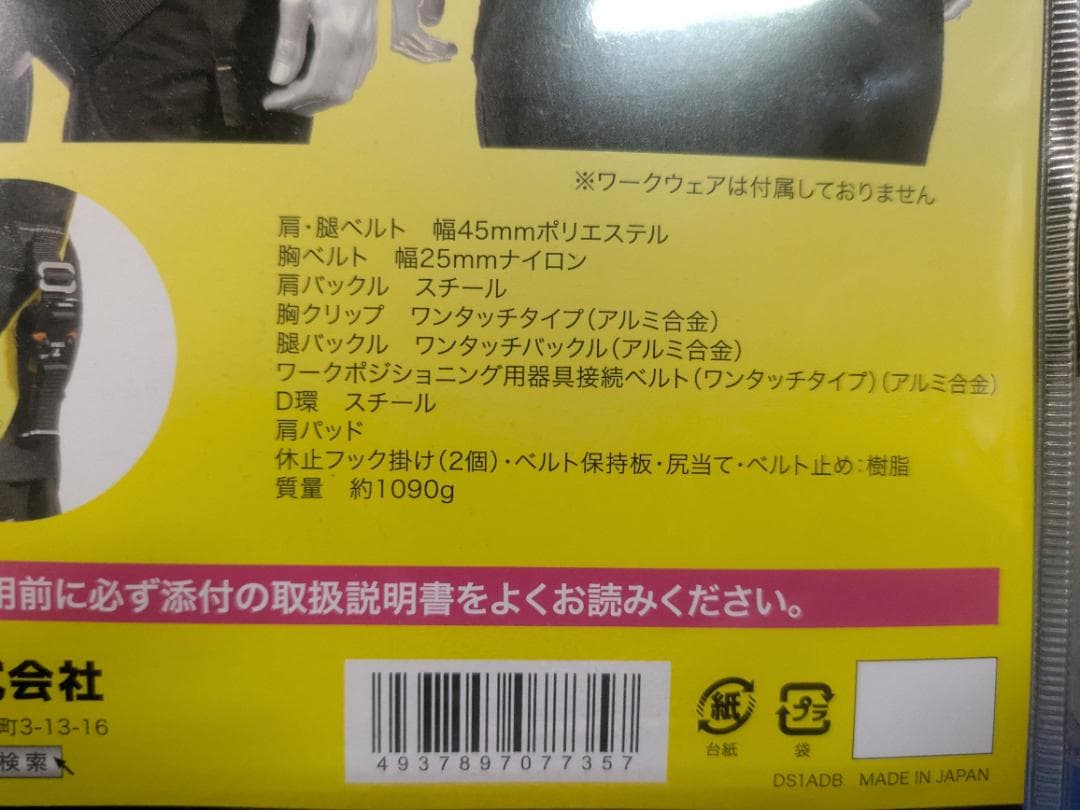 ※ワークウェアは付属しておりません
肩・腿ベルト　幅45mmポリエステル
胸ベルト　幅25mmナイロン
肩バックル　スチール
胸クリップ　ワンタッチタイプ(アルミ合金)
腿バックル　ワンタッチバックル(アルミ合金)
ワークポジショニング用器具接続ベルト(ワンタッチタイプ)(アルミ合金)
D環　スチール
肩パッド
休止フック掛け(2個)・ベルト保持板・尻当て・ベルト止め:樹脂
質量　約1090g
用前に必ず添付の取扱説明書をよくお読みください。
式会社
町3-13-16
検索
4937897077357
紙
台紙
プラ
袋
DS1ADB MADE IN JAPAN